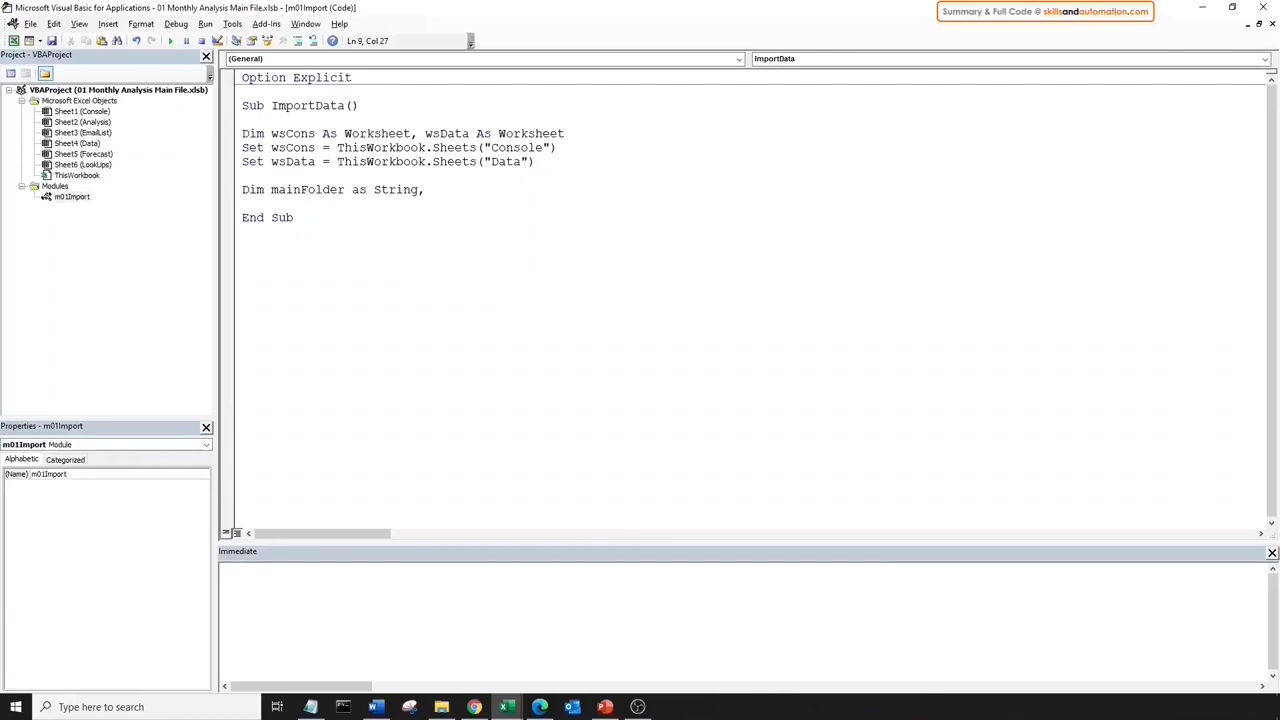 Microsoft Visual Basic for Applications - 01 Monthly Analysis Main File.xlsb - [m01Import (Code)]
Summary & Full Code @ skillsandautomation.com
File Edit View Insert Format Debug Run Tools Add-Ins Window Help
Ln 9, Col 27
Project - VBAProject
(General)
ImportData
VBAProject (01 Monthly Analysis Main File.xlsb)
Microsoft Excel Objects
Sheet1 (Console)
Sheet2 (Analysis)
Sheet3 (EmailList)
Sheet4 (Data)
Sheet5 (Forecast)
Sheet6 (LookUps)
ThisWorkbook
Modules
m01Import
Option Explicit
Sub ImportData()
Dim wsCons As Worksheet, wsData As Worksheet
Set wsCons = ThisWorkbook.Sheets("Console")
Set wsData = ThisWorkbook.Sheets("Data")
Dim mainFolder as String,
End Sub
Properties - m01Import
m01Import Module
Alphabetic Categorized
(Name) m01Import
Immediate
Type here to search